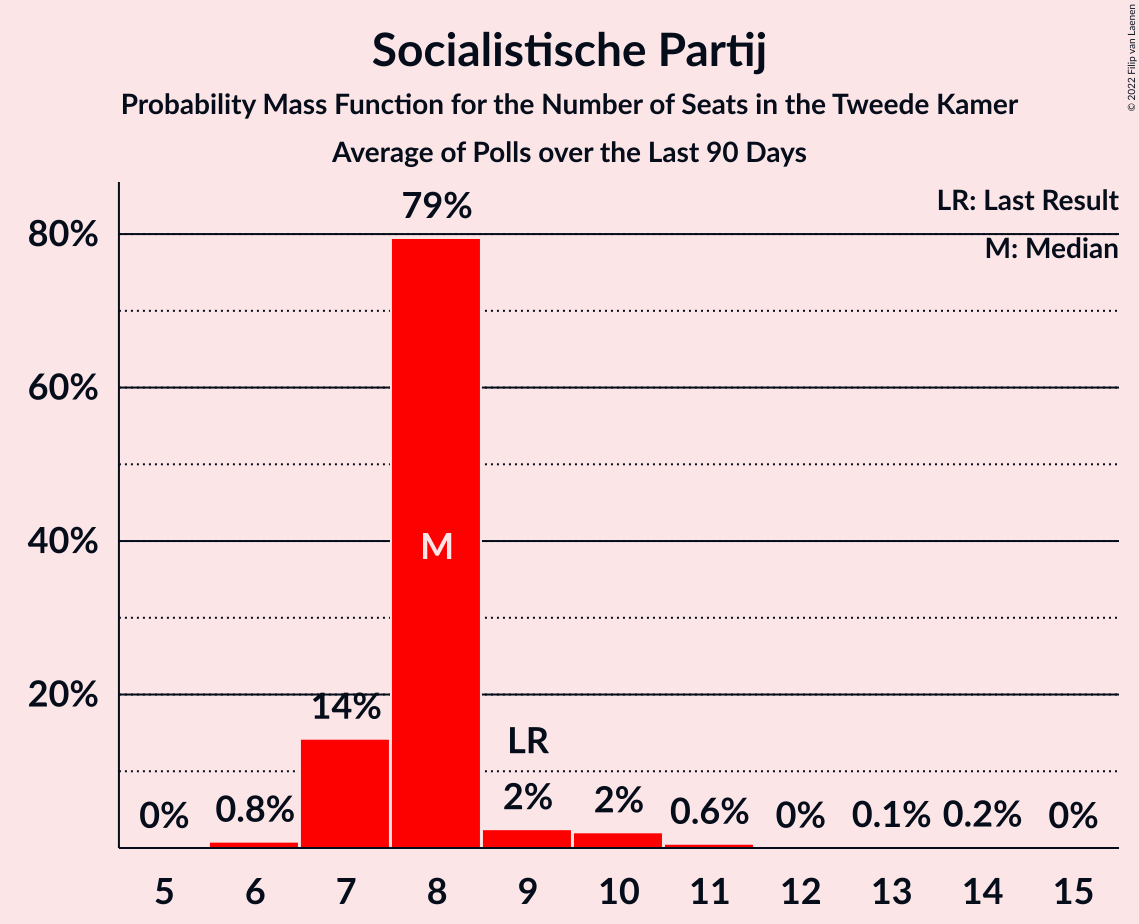 Socialistische Partij
Probability Mass Function for the Number of Seats in the Tweede Kamer
Average of Polls over the Last 90 Days
© 2022 Filip van Laenen
LR: Last Result
M: Median
80%
60%
40%
20%
0%
0.8%
14%
79%
M
LR
2%
2%
0.6%
0%
0.1%
0.2%
0%
5 6 7 8 9 10 11 12 13 14 15